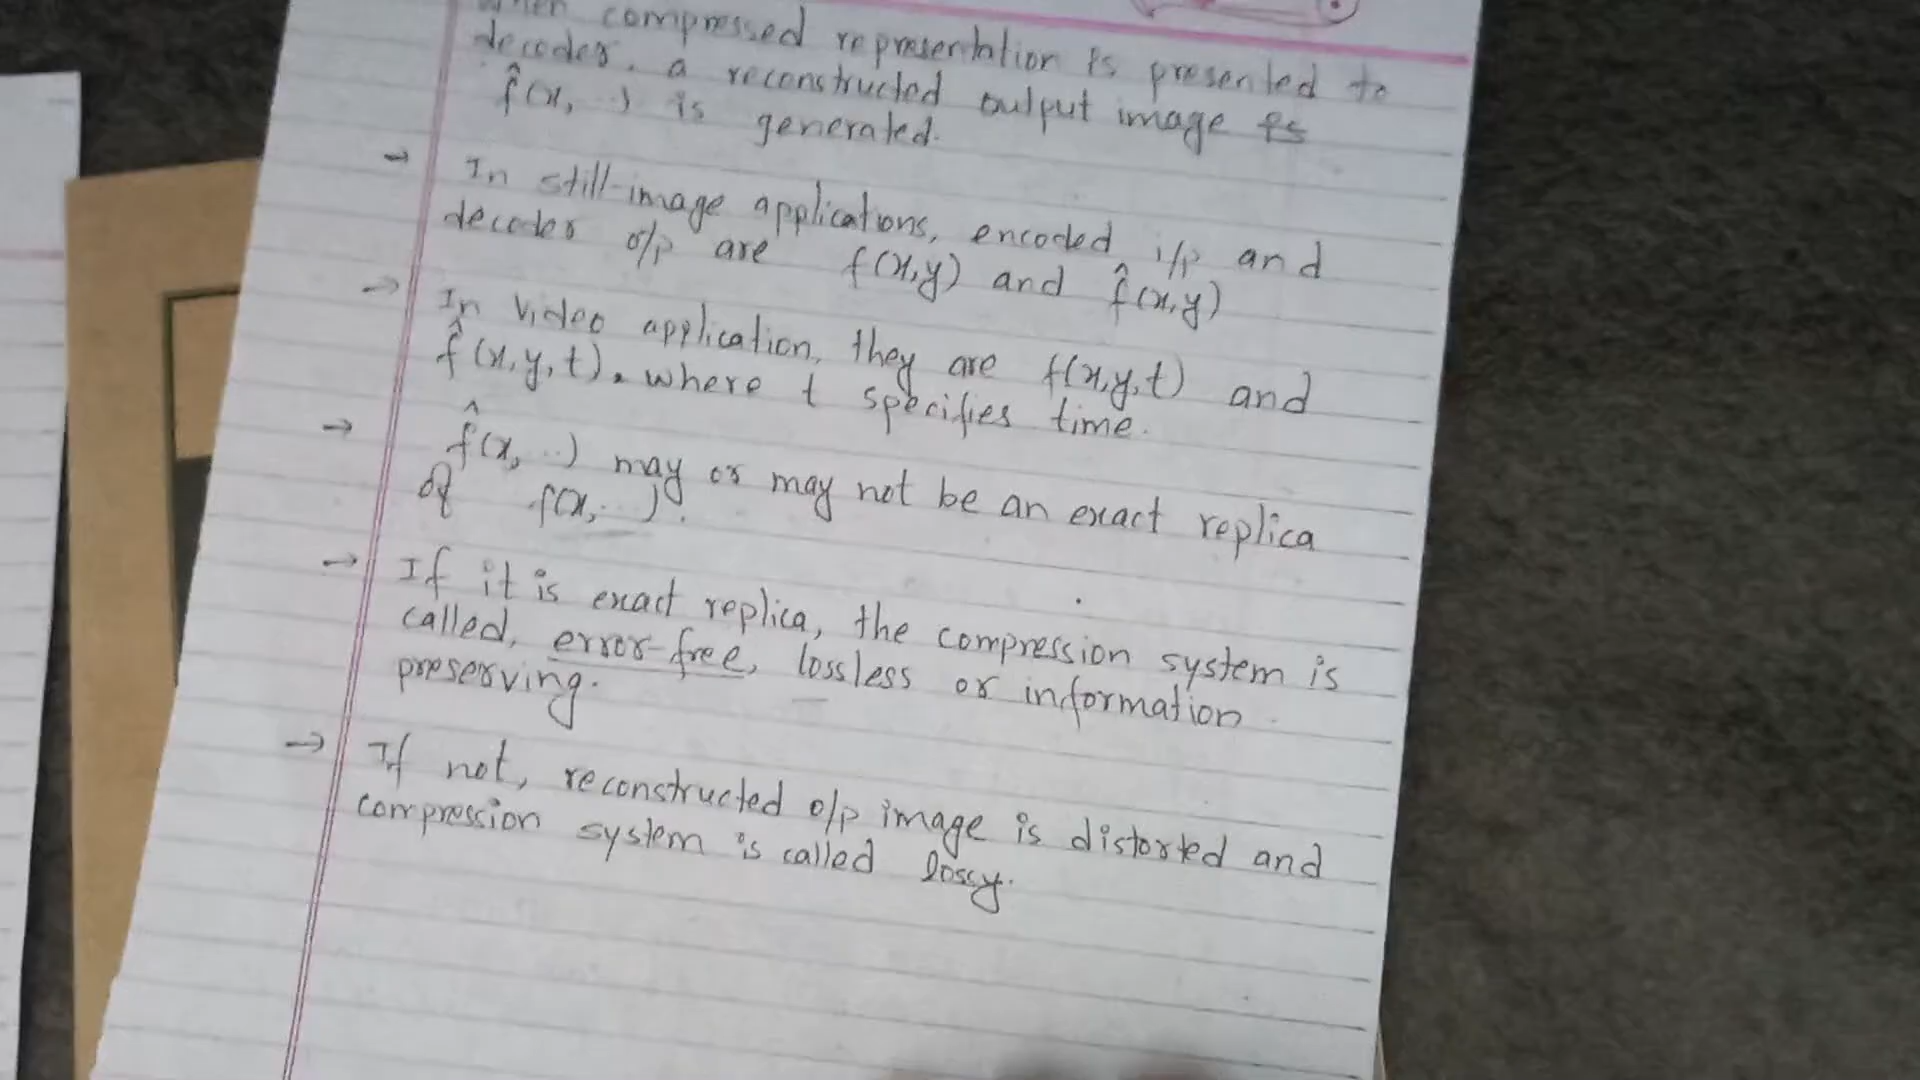 When compressed representation is presented to
decoder, a reconstructed output image is
f̂(x, ..) is generated.
→ In still-image applications, encoded i/p and
decoder o/p are f(x,y) and f̂(x,y)
→ In video application, they are f(x,y,t) and
f̂(x,y,t), where t specifies time.
→ f̂(x, ..) may or may not be an exact replica
of f(x, ..).
→ If it is exact replica, the compression system is
called, error-free, lossless or information
preserving.
→ If not, reconstructed o/p image is distorted and
compression system is called lossy.